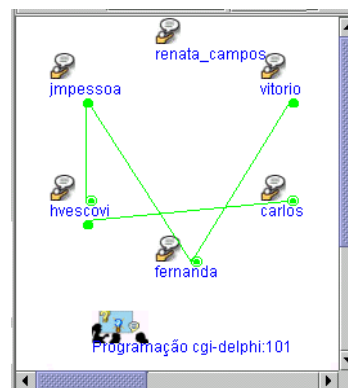 renata_campos
jmpessoa
vitorio
hvescovi
carlos
fernanda
Programação cgi-delphi:101